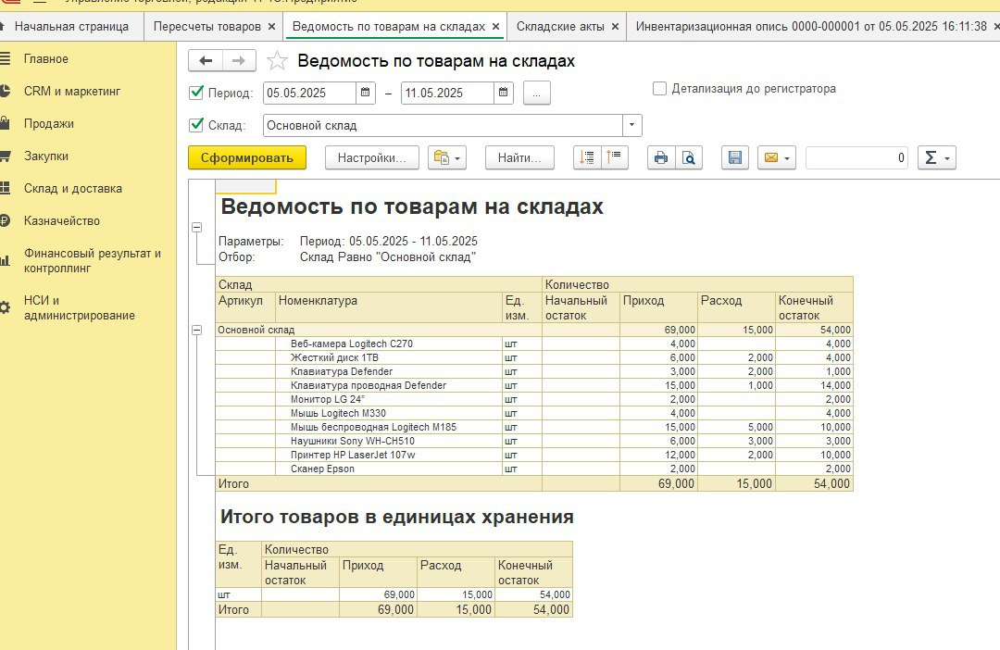 Начальная страница Пересчеты товаров × Ведомость по товарам на складах × Складские акты × Инвентаризационная опись 0000-000001 от 05.05.2025 16:11:38 ×
Главное
CRM и маркетинг
Продажи
Закупки
Склад и доставка
Казначейство
Финансовый результат и
контроллинг
НСИ и
администрирование
Ведомость по товарам на складах
Период: 05.05.2025 – 11.05.2025 ... Детализация до регистратора
Склад: Основной склад
Сформировать Настройки... Найти... 0 Σ
Ведомость по товарам на складах
Параметры: Период: 05.05.2025 - 11.05.2025
Отбор: Склад Равно "Основной склад"
Склад Количество
Артикул Номенклатура Ед. Начальный Приход Расход Конечный
изм. остаток остаток
Основной склад 69,000 15,000 54,000
Веб-камера Logitech C270 шт 4,000 4,000
Жесткий диск 1TB шт 6,000 2,000 4,000
Клавиатура Defender шт 3,000 2,000 1,000
Клавиатура проводная Defender шт 15,000 1,000 14,000
Монитор LG 24" шт 2,000 2,000
Мышь Logitech M330 шт 4,000 4,000
Мышь беспроводная Logitech M185 шт 15,000 5,000 10,000
Наушники Sony WH-CH510 шт 6,000 3,000 3,000
Принтер HP LaserJet 107w шт 12,000 2,000 10,000
Сканер Epson шт 2,000 2,000
Итого 69,000 15,000 54,000
Итого товаров в единицах хранения
Ед. Количество
изм. Начальный Приход Расход Конечный
остаток остаток
шт 69,000 15,000 54,000
Итого 69,000 15,000 54,000